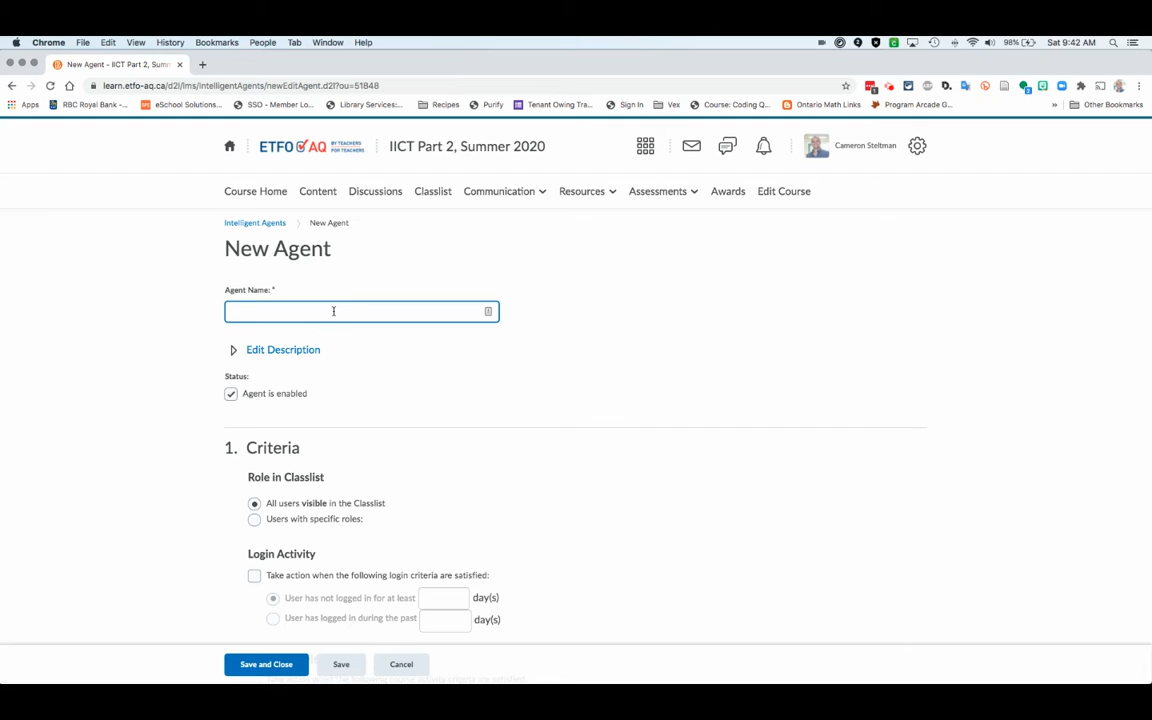 Chrome File Edit View History Bookmarks People Tab Window Help 98% Sat 9:42 AM
New Agent - IICT Part 2, Summ
learn.etfo-aq.ca/d2l/lms/intelligentAgents/newEditAgent.d2l?ou=51848
Apps RBC Royal Bank -... eSchool Solutions... SSO - Member Lo... Library Services:... Recipes Purify Tenant Owing Tra... Sign In Vex Course: Coding Q... Ontario Math Links Program Arcade G... » Other Bookmarks
ETFO AQ BY TEACHERS FOR TEACHERS IICT Part 2, Summer 2020 Cameron Steltman
Course Home Content Discussions Classlist Communication Resources Assessments Awards Edit Course
Intelligent Agents New Agent
New Agent
Agent Name: *
Edit Description
Status:
Agent is enabled
1. Criteria
Role in Classlist
All users visible in the Classlist
Users with specific roles:
Login Activity
Take action when the following login criteria are satisfied:
User has not logged in for at least day(s)
User has logged in during the past day(s)
Save and Close Save Cancel